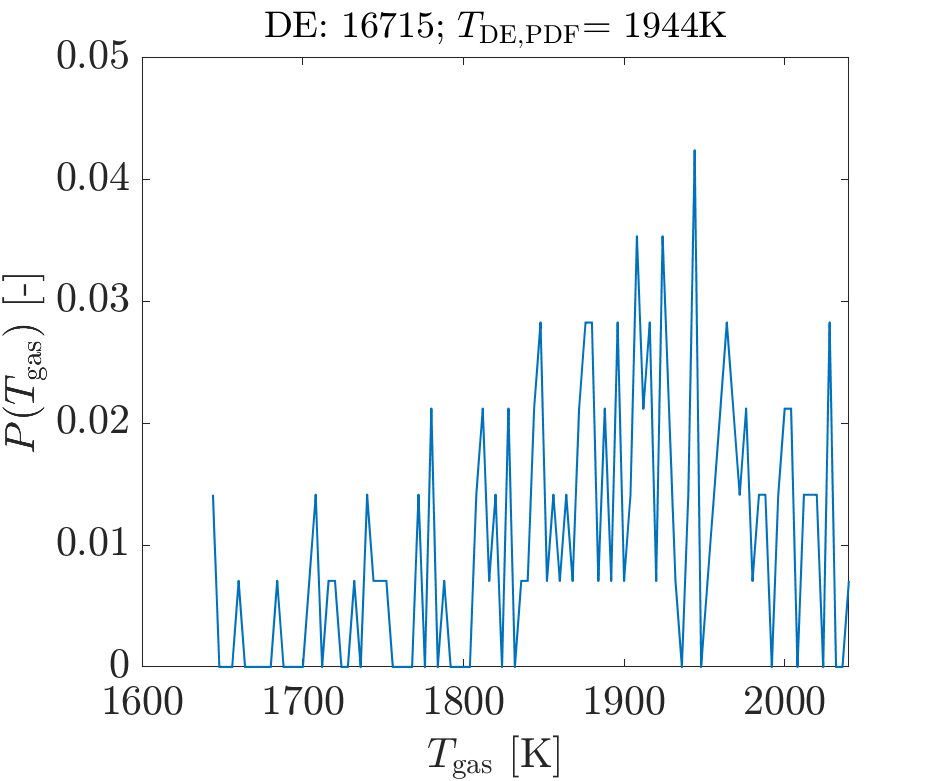 DE: 16715; T_DE,PDF= 1944K
0.05
0.04
0.03
0.02
0.01
0
P(T_gas) [-]
1600 1700 1800 1900 2000
T_gas [K]